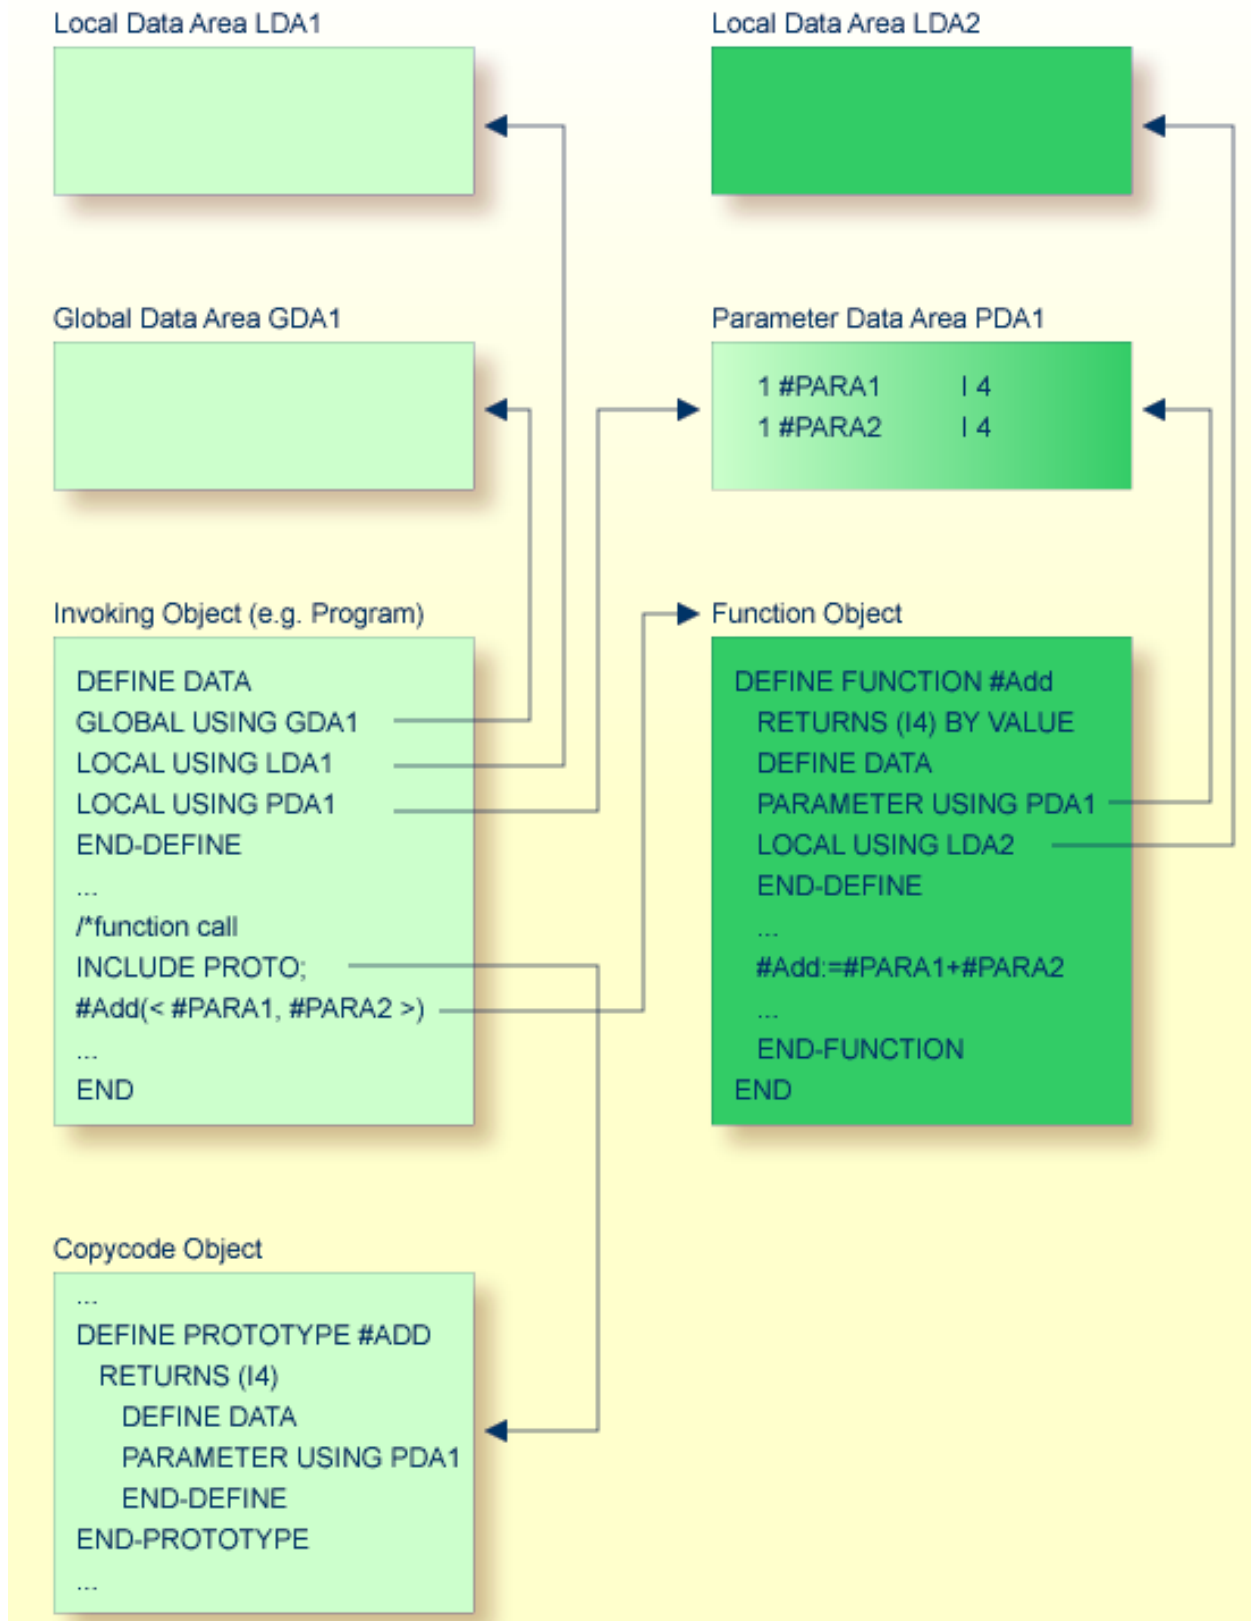 Local Data Area LDA1
Local Data Area LDA2
Global Data Area GDA1
Parameter Data Area PDA1
1 #PARA1 I 4
1 #PARA2 I 4
Invoking Object (e.g. Program)
DEFINE DATA
GLOBAL USING GDA1
LOCAL USING LDA1
LOCAL USING PDA1
END-DEFINE
...
/*function call
INCLUDE PROTO;
#Add(< #PARA1, #PARA2 >)
...
END
Function Object
DEFINE FUNCTION #Add
RETURNS (I4) BY VALUE
DEFINE DATA
PARAMETER USING PDA1
LOCAL USING LDA2
END-DEFINE
...
#Add:=#PARA1+#PARA2
...
END-FUNCTION
END
Copycode Object
...
DEFINE PROTOTYPE #ADD
RETURNS (I4)
DEFINE DATA
PARAMETER USING PDA1
END-DEFINE
END-PROTOTYPE
...